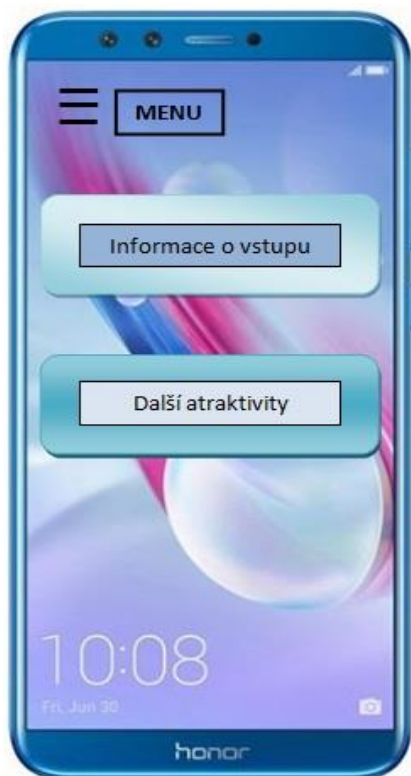 MENU
Informace o vstupu
Další atraktivity
10:08
Fri, Jun 30
honor